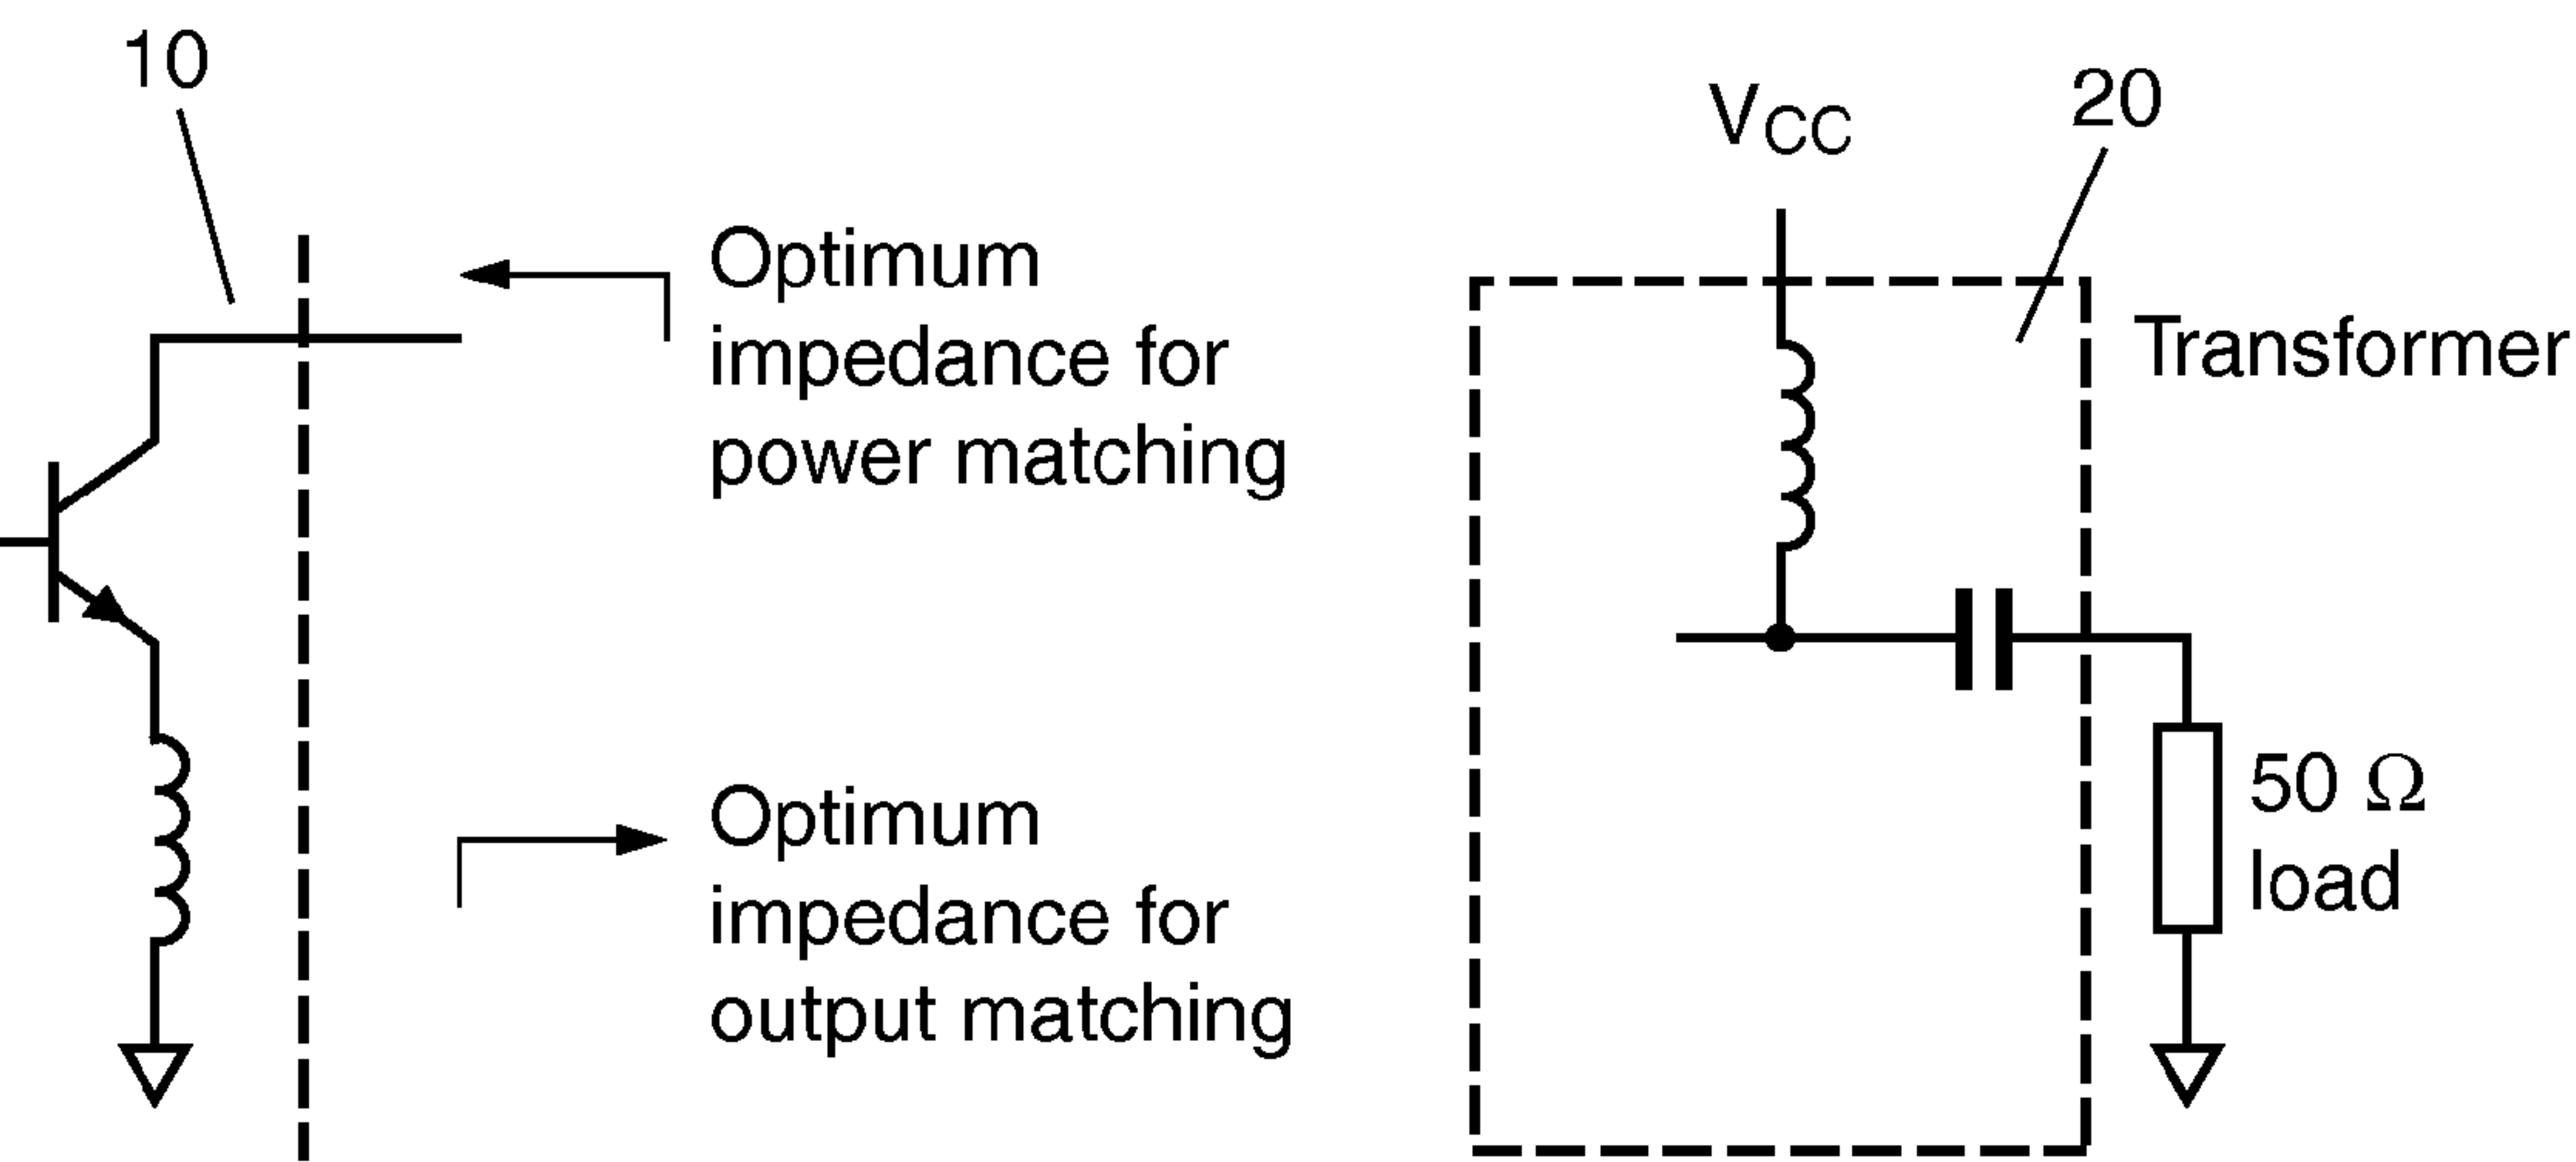 10
Optimum
impedance for
power matching
Optimum
impedance for
output matching
VCC
20
Transformer
50 Ω
load